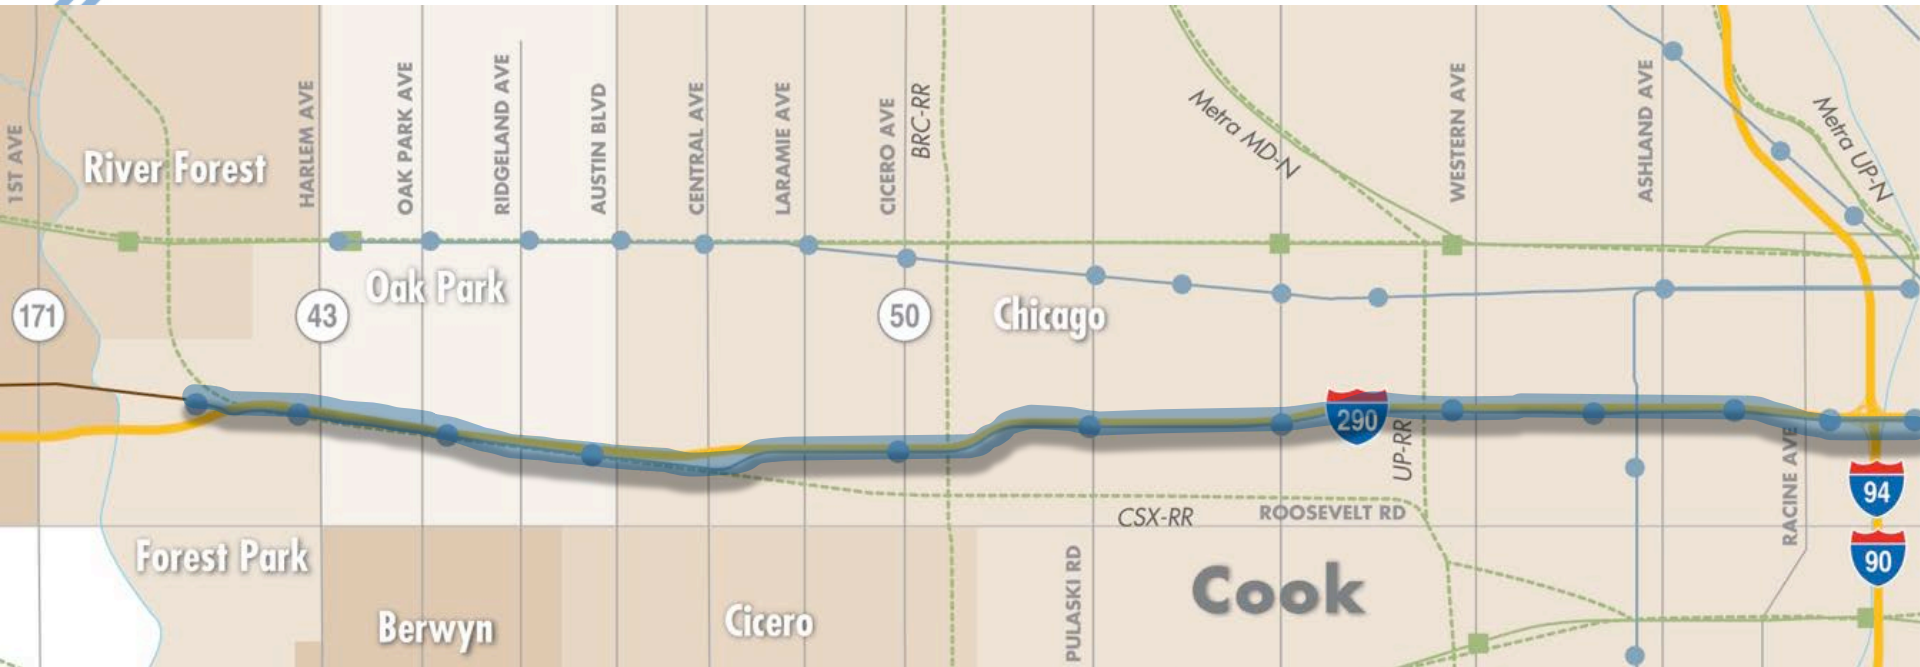 1ST AVE
River Forest
HARLEM AVE
OAK PARK AVE
RIDGELAND AVE
AUSTIN BLVD
CENTRAL AVE
LARAMIE AVE
CICERO AVE
BRC-RR
Metra MD-N
WESTERN AVE
ASHLAND AVE
Metra UP-N
171
43
Oak Park
50
Chicago
290
UP-RR
RACINE AVE
94
CSX-RR
ROOSEVELT RD
Forest Park
90
Berwyn
Cicero
PULASKI RD
Cook